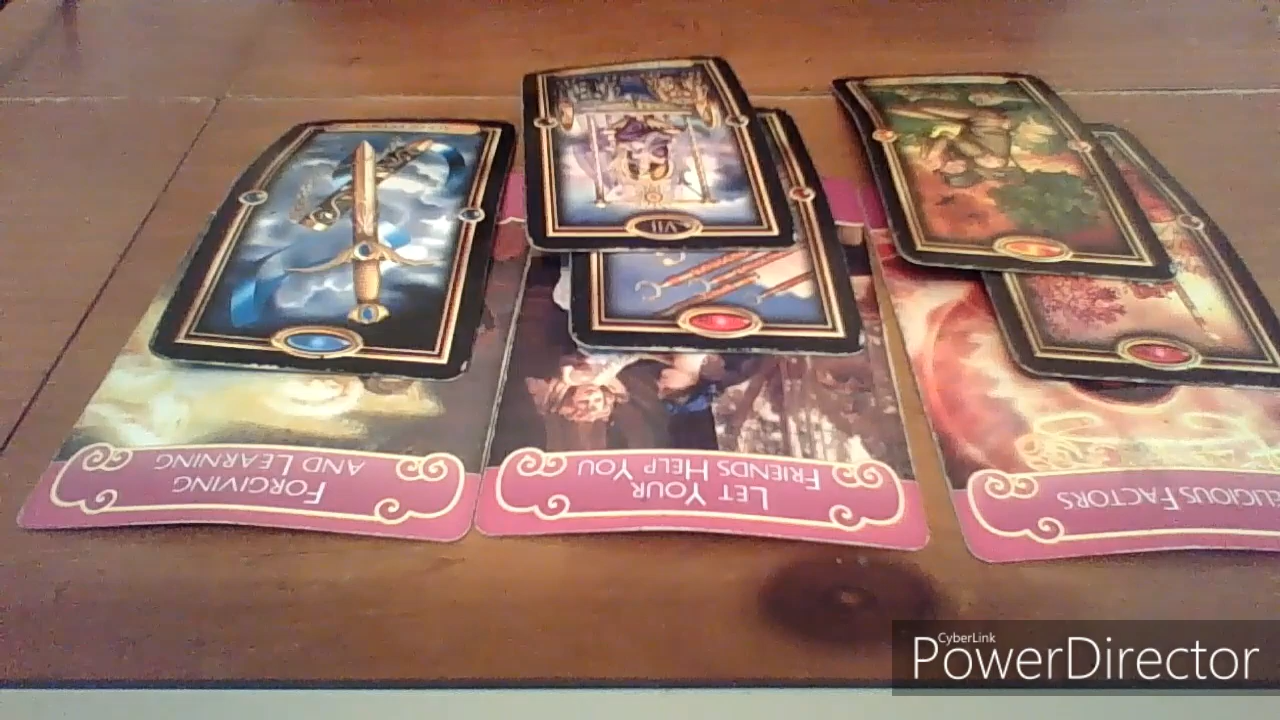 VII
FORGIVING
AND LEARNING
LET YOUR
FRIENDS HELP YOU
ELIGIOUS FACTORS
CyberLink
PowerDirector